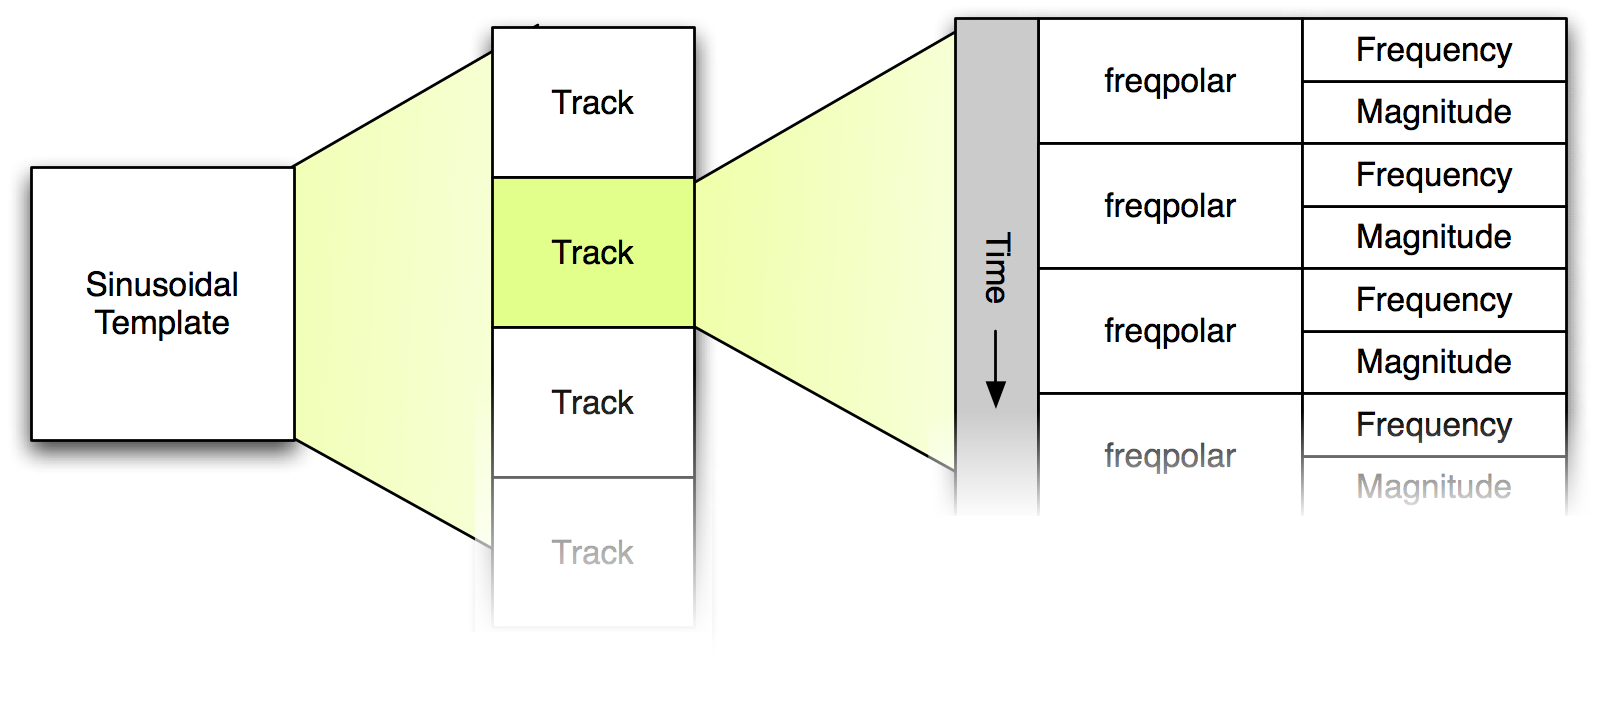 Sinusoidal
Template
Track
Track
Track
Track
Time
freqpolar
Frequency
Magnitude
freqpolar
Frequency
Magnitude
freqpolar
Frequency
Magnitude
freqpolar
Frequency
Magnitude